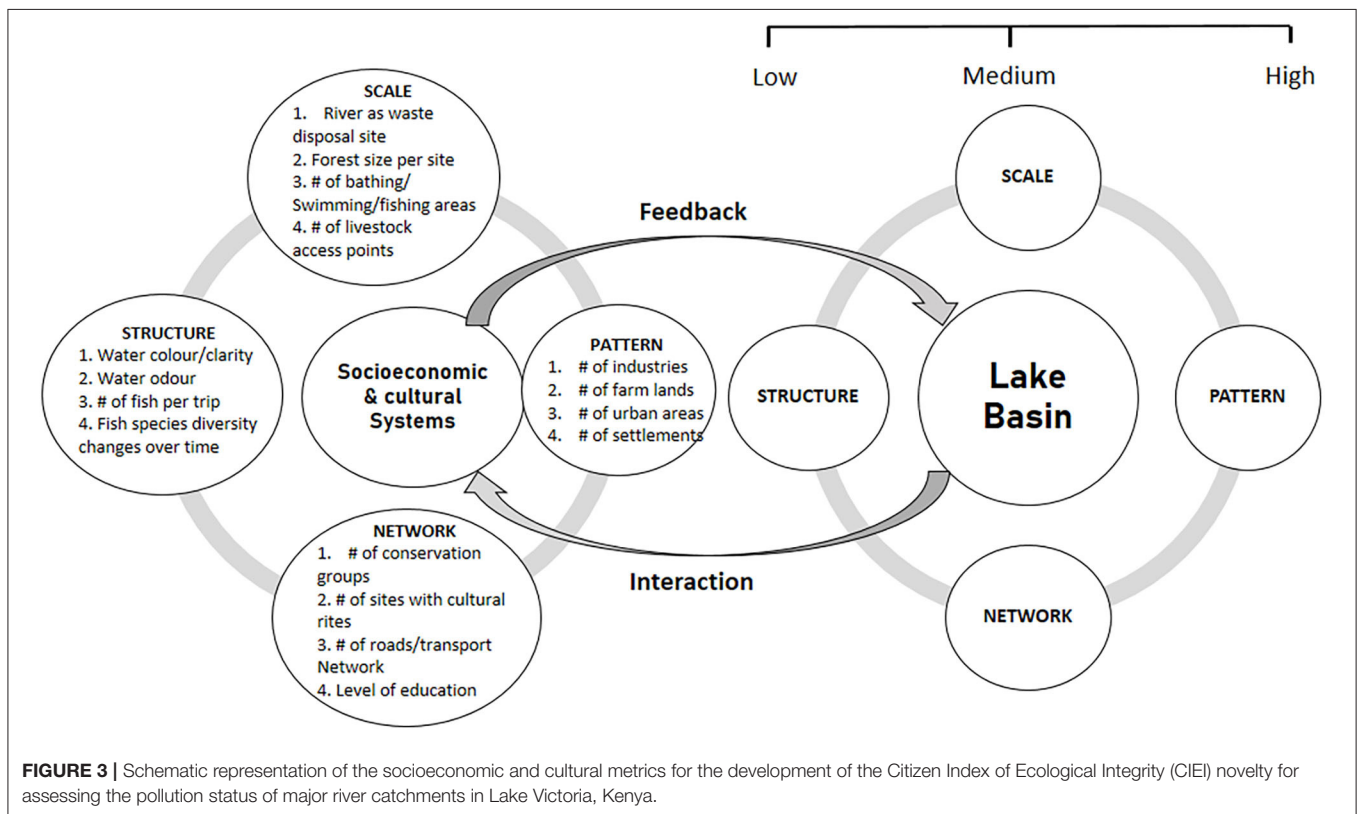 Low Medium High
SCALE
1. River as waste
disposal site
2. Forest size per site
3. # of bathing/
Swimming/fishing areas
4. # of livestock
access points
Feedback
SCALE
STRUCTURE
1. Water colour/clarity
2. Water odour
3. # of fish per trip
4. Fish species diversity
changes over time
Socioeconomic
& cultural
Systems
PATTERN
1. # of industries
2. # of farm lands
3. # of urban areas
4. # of settlements
STRUCTURE
Lake
Basin
PATTERN
NETWORK
1. # of conservation
groups
2. # of sites with cultural
rites
3. # of roads/transport
Network
4. Level of education
Interaction
NETWORK
FIGURE 3 | Schematic representation of the socioeconomic and cultural metrics for the development of the Citizen Index of Ecological Integrity (CIEI) novelty for
assessing the pollution status of major river catchments in Lake Victoria, Kenya.